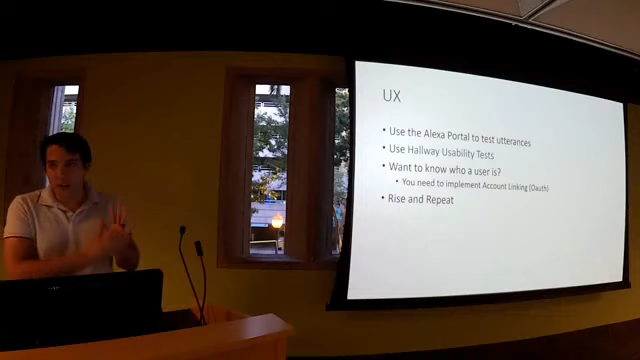 UX
• Use the Alexa Portal to test utterances
• Use Hallway Usability Tests
• Want to know who a user is?
• You need to implement Account Linking (Oauth)
• Rise and Repeat